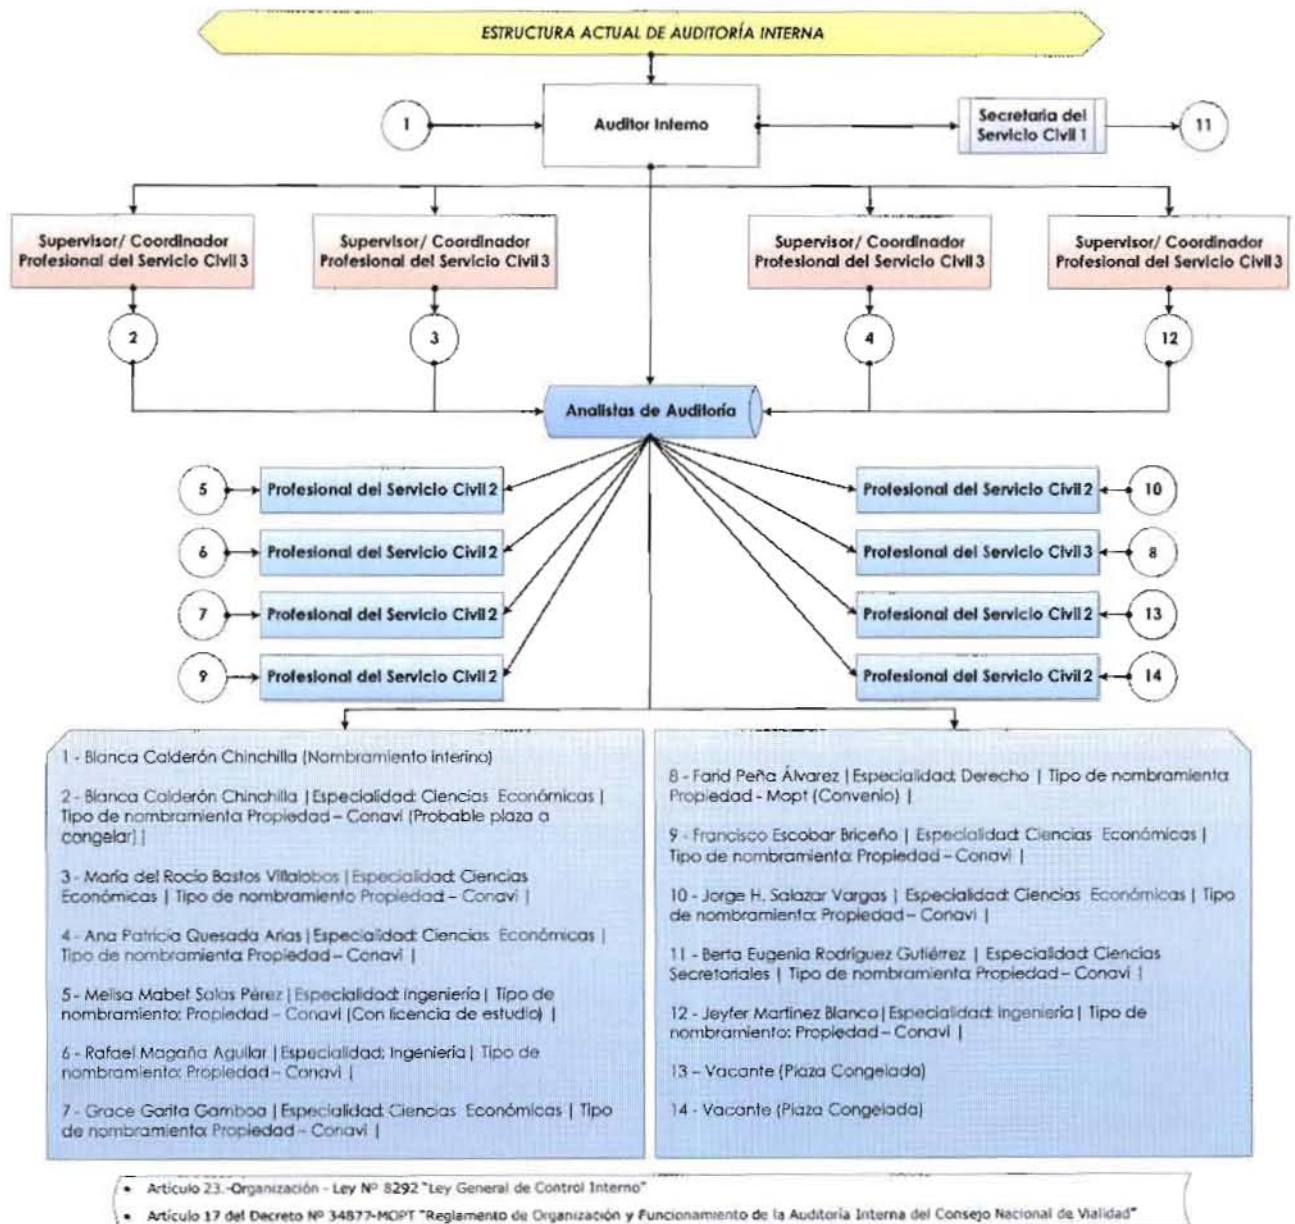 ESTRUCTURA ACTUAL DE AUDITORÍA INTERNA
1
Auditor Interno
Secretaria del
Servicio Civil 1
11
Supervisor/ Coordinador
Profesional del Servicio Civil 3
Supervisor/ Coordinador
Profesional del Servicio Civil 3
Supervisor/ Coordinador
Profesional del Servicio Civil 3
Supervisor/ Coordinador
Profesional del Servicio Civil 3
2
3
4
12
Analistas de Auditoría
5
Profesional del Servicio Civil 2
Profesional del Servicio Civil 2
10
6
Profesional del Servicio Civil 2
Profesional del Servicio Civil 3
8
7
Profesional del Servicio Civil 2
Profesional del Servicio Civil 2
13
9
Profesional del Servicio Civil 2
Profesional del Servicio Civil 2
14
1 - Blanca Calderón Chinchilla (Nombramiento interino)
2 - Blanca Calderón Chinchilla | Especialidad: Ciencias Económicas |
Tipo de nombramiento Propiedad – Conavi (Probable plaza a
congelar) |
3 - María del Rocío Bastos Villalobos | Especialidad: Ciencias
Económicas | Tipo de nombramiento Propiedad – Conavi |
4 - Ana Patricia Quesada Arias | Especialidad: Ciencias Económicas |
Tipo de nombramiento: Propiedad – Conavi |
5 - Melisa Mabet Salas Pérez | Especialidad: Ingeniería | Tipo de
nombramiento: Propiedad – Conavi (Con licencia de estudio) |
6 - Rafael Magaña Aguilar | Especialidad: Ingeniería | Tipo de
nombramiento: Propiedad – Conavi |
7 - Grace Garita Gamboa | Especialidad: Ciencias Económicas | Tipo
de nombramiento: Propiedad – Conavi |
8 - Farid Peña Álvarez | Especialidad: Derecho | Tipo de nombramiento
Propiedad - Mopt (Convenio) |
9 - Francisco Escobar Briceño | Especialidad: Ciencias Económicas |
Tipo de nombramiento: Propiedad – Conavi |
10 - Jorge H. Salazar Vargas | Especialidad: Ciencias Económicas | Tipo
de nombramiento: Propiedad – Conavi |
11 - Berta Eugenia Rodríguez Gutiérrez | Especialidad: Ciencias
Secretariales | Tipo de nombramiento: Propiedad – Conavi |
12 - Jeyfer Martínez Blanco | Especialidad: Ingeniería | Tipo de
nombramiento: Propiedad – Conavi |
13 – Vacante (Plaza Congelada)
14 - Vacante (Plaza Congelada)
• Artículo 23.-Organización - Ley Nº 8292 "Ley General de Control Interno"
• Artículo 17 del Decreto Nº 34877-MOPT "Reglamento de Organización y Funcionamiento de la Auditoría Interna del Consejo Nacional de Vialidad"